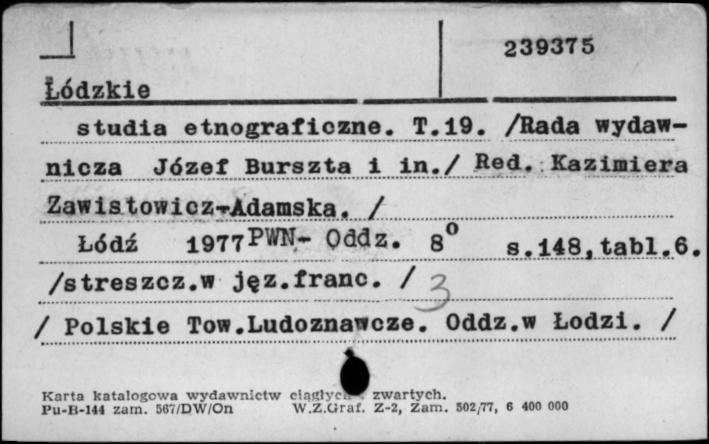 239375
Łódzkie
studia etnograficzne. T.19. /Rada wydaw-
nicza Józef Burszta i in./ Red. Kazimiera
Zawistowicz-Adamska. /
Łódź 1977 PWN- Oddz. 8° s.148, tabl.6.
/streszcz.w jęz.franc. /
3
/ Polskie Tow.Ludoznawcze. Oddz.w Łodzi. /
Karta katalogowa wydawnictw ciągłych zwartych.
Pu-B-144 zam. 567/DW/On W.Z.Graf. Z-2, Zam. 502/77, 6 400 000